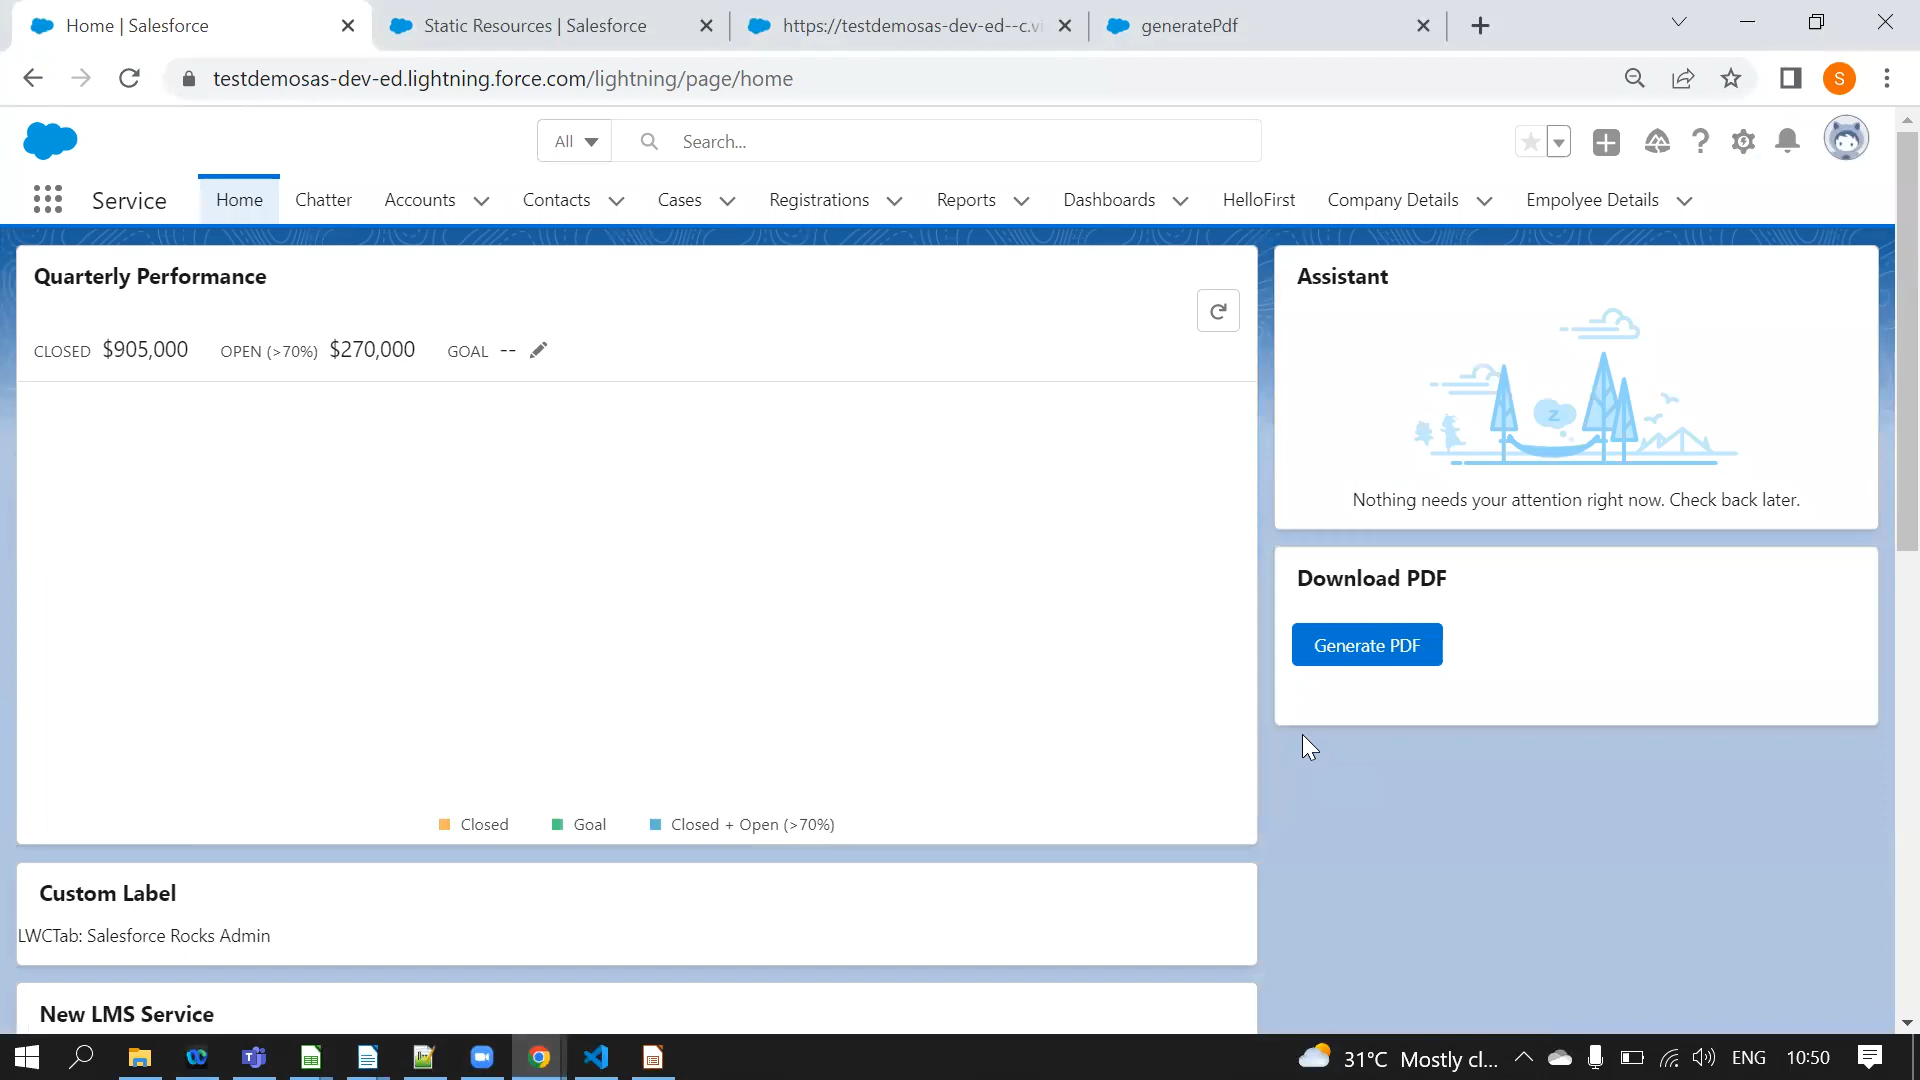 Home | Salesforce
Static Resources | Salesforce
https://testdemosas-dev-ed--c.vi
generatePdf
testdemosas-dev-ed.lightning.force.com/lightning/page/home
S
All
Search...
Service
Home
Chatter
Accounts
Contacts
Cases
Registrations
Reports
Dashboards
HelloFirst
Company Details
Empolyee Details
Quarterly Performance
CLOSED $905,000 OPEN (>70%) $270,000 GOAL --
Closed
Goal
Closed + Open (>70%)
Custom Label
LWCTab: Salesforce Rocks Admin
New LMS Service
Assistant
z
Nothing needs your attention right now. Check back later.
Download PDF
Generate PDF
31°C Mostly cl...
ENG
10:50